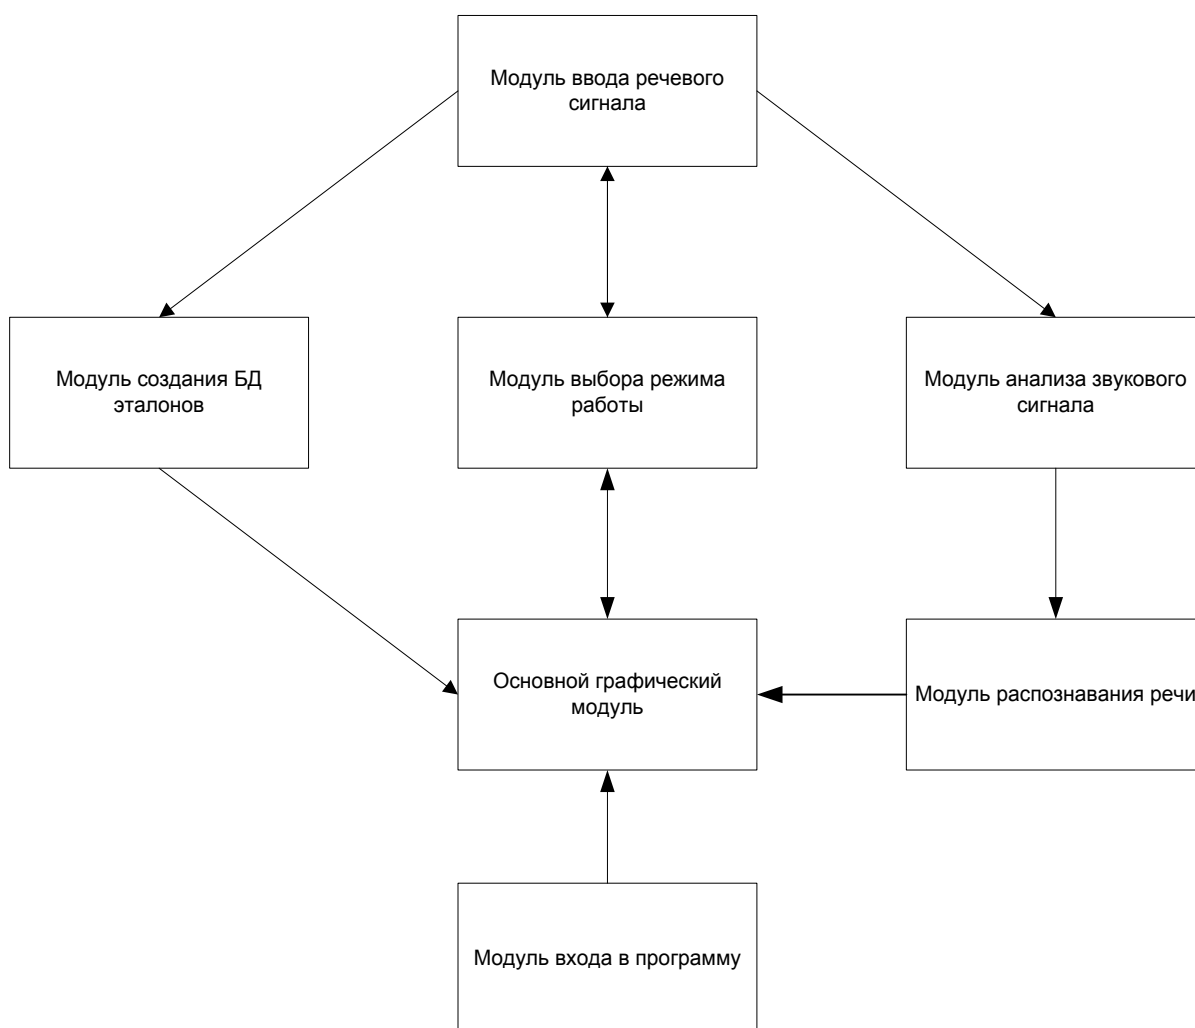 Модуль ввода речевого
сигнала
Модуль создания БД
эталонов
Модуль выбора режима
работы
Модуль анализа звукового
сигнала
Основной графический
модуль
Модуль распознавания речи
Модуль входа в программу